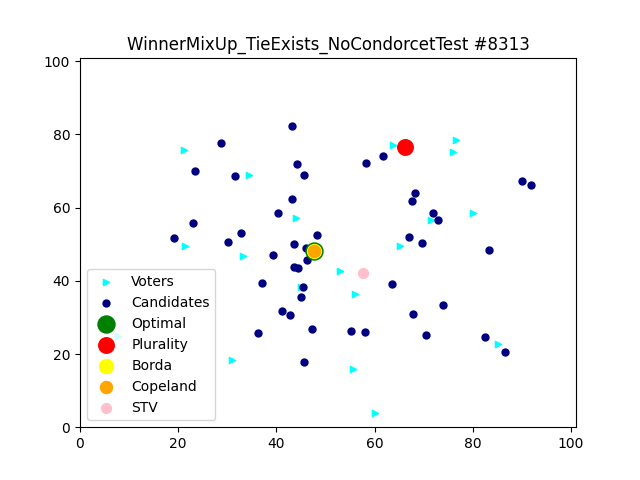 WinnerMixUp_TieExists_NoCondorcetTest #8313
100
80
60
40
20
0
Voters
Candidates
Optimal
Plurality
Borda
Copeland
STV
0 20 40 60 80 100